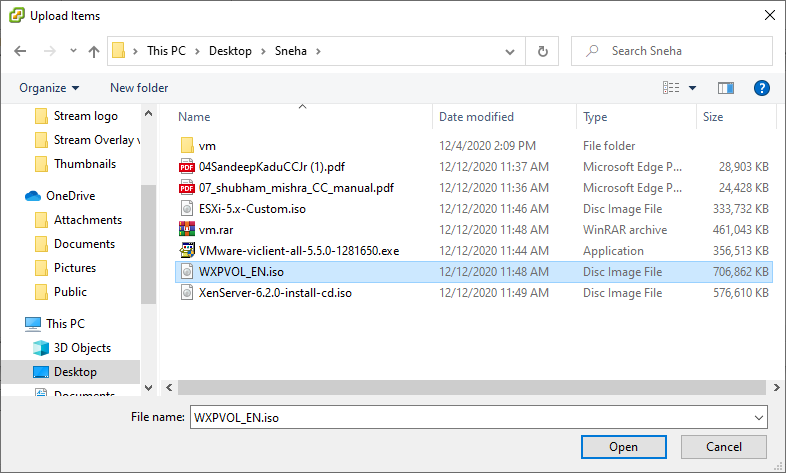 Upload Items
This PC Desktop Sneha Search Sneha
Organize New folder
Name Date modified Type Size
Stream logo
Stream Overlay v
Thumbnails
OneDrive
Attachments
Documents
Pictures
Public
This PC
3D Objects
Desktop
Documents
vm 12/4/2020 2:09 PM File folder
04SandeepKaduCCJr (1).pdf 12/12/2020 11:37 AM Microsoft Edge P... 28,903 KB
07_shubham_mishra_CC_manual.pdf 12/12/2020 11:36 AM Microsoft Edge P... 24,428 KB
ESXi-5.x-Custom.iso 12/12/2020 11:46 AM Disc Image File 333,732 KB
vm.rar 12/12/2020 11:48 AM WinRAR archive 461,043 KB
VMware-viclient-all-5.5.0-1281650.exe 12/12/2020 11:44 AM Application 356,513 KB
WXPVOL_EN.iso 12/12/2020 11:48 AM Disc Image File 706,862 KB
XenServer-6.2.0-install-cd.iso 12/12/2020 11:49 AM Disc Image File 576,610 KB
File name: WXPVOL_EN.iso
Open Cancel